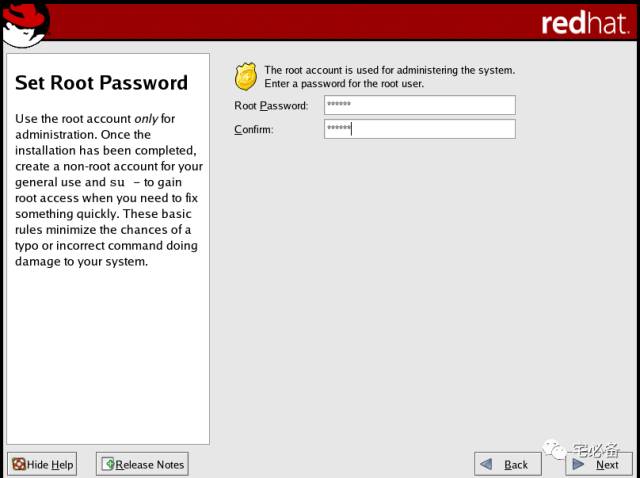 redhat.
Set Root Password
Use the root account only for
administration. Once the
installation has been completed,
create a non-root account for your
general use and su - to gain
root access when you need to fix
something quickly. These basic
rules minimize the chances of a
typo or incorrect command doing
damage to your system.
The root account is used for administering the system.
Enter a password for the root user.
Root Password: ******
Confirm: ******
Hide Help
Release Notes
Back
Next
宅必备